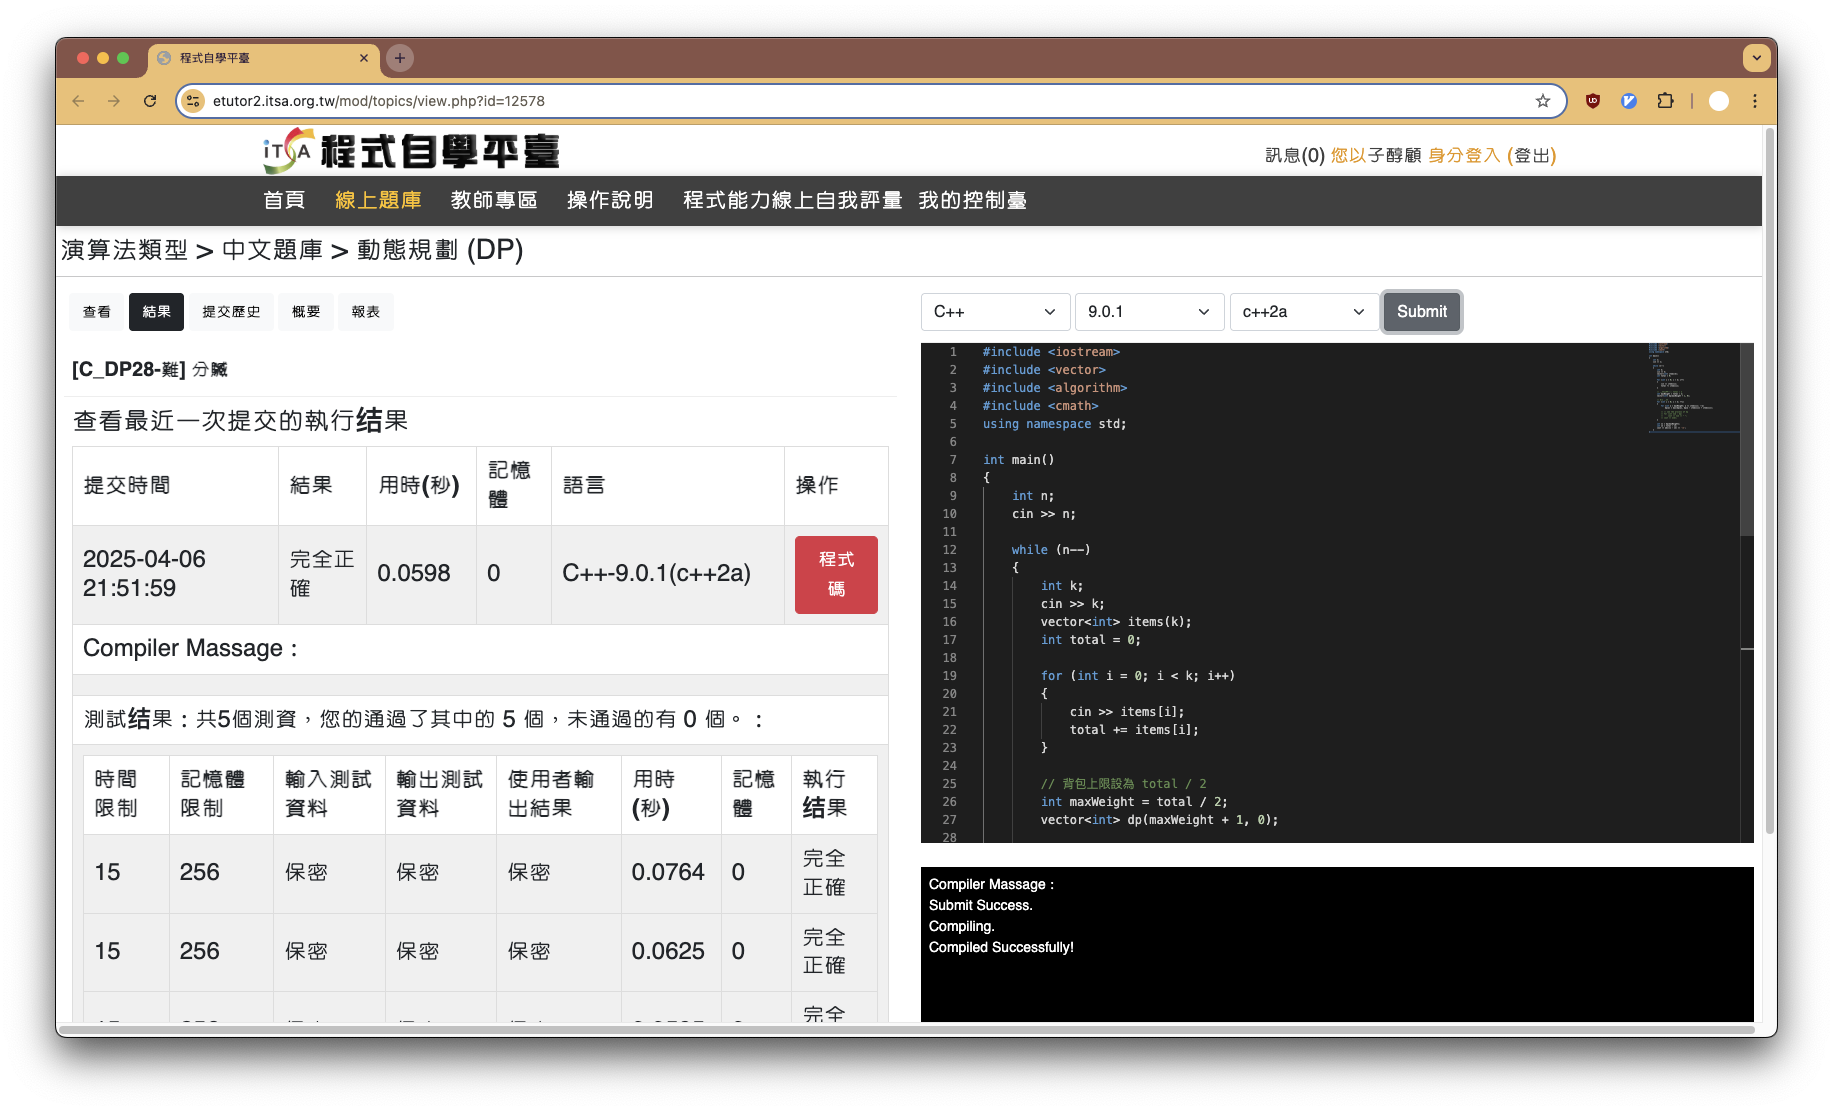 程式自學平臺
etutor2.itsa.org.tw/mod/topics/view.php?id=12578
iTSA 程式自學平臺
訊息(0) 您以子醇顧 身分登入 (登出)
首頁 線上題庫 教師專區 操作說明 程式能力線上自我評量 我的控制臺
演算法類型 > 中文題庫 > 動態規劃 (DP)
查看 結果 提交歷史 概要 報表
[C_DP28-難] 分贓
查看最近一次提交的執行结果
提交時間 結果 用時(秒) 記憶體 語言 操作
2025-04-06 21:51:59 完全正確 0.0598 0 C++-9.0.1(c++2a) 程式碼
Compiler Massage :
測試结果：共5個測資，您的通過了其中的 5 個，未通過的有 0 個。：
時間限制 記憶體限制 輸入測試資料 輸出測試資料 使用者輸出結果 用時(秒) 記憶體 執行结果
15 256 保密 保密 保密 0.0764 0 完全正確
15 256 保密 保密 保密 0.0625 0 完全正確
完全
C++ 9.0.1 c++2a Submit
1 #include <iostream>
2 #include <vector>
3 #include <algorithm>
4 #include <cmath>
5 using namespace std;
6
7 int main()
8 {
9 int n;
10 cin >> n;
11
12 while (n--)
13 {
14 int k;
15 cin >> k;
16 vector<int> items(k);
17 int total = 0;
18
19 for (int i = 0; i < k; i++)
20 {
21 cin >> items[i];
22 total += items[i];
23 }
24
25 // 背包上限設為 total / 2
26 int maxWeight = total / 2;
27 vector<int> dp(maxWeight + 1, 0);
28
Compiler Massage :
Submit Success.
Compiling.
Compiled Successfully!